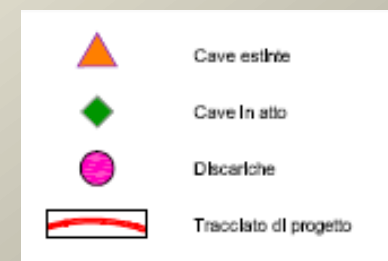 Cave estinte
Cave in atto
Discariche
Tracciato di progetto